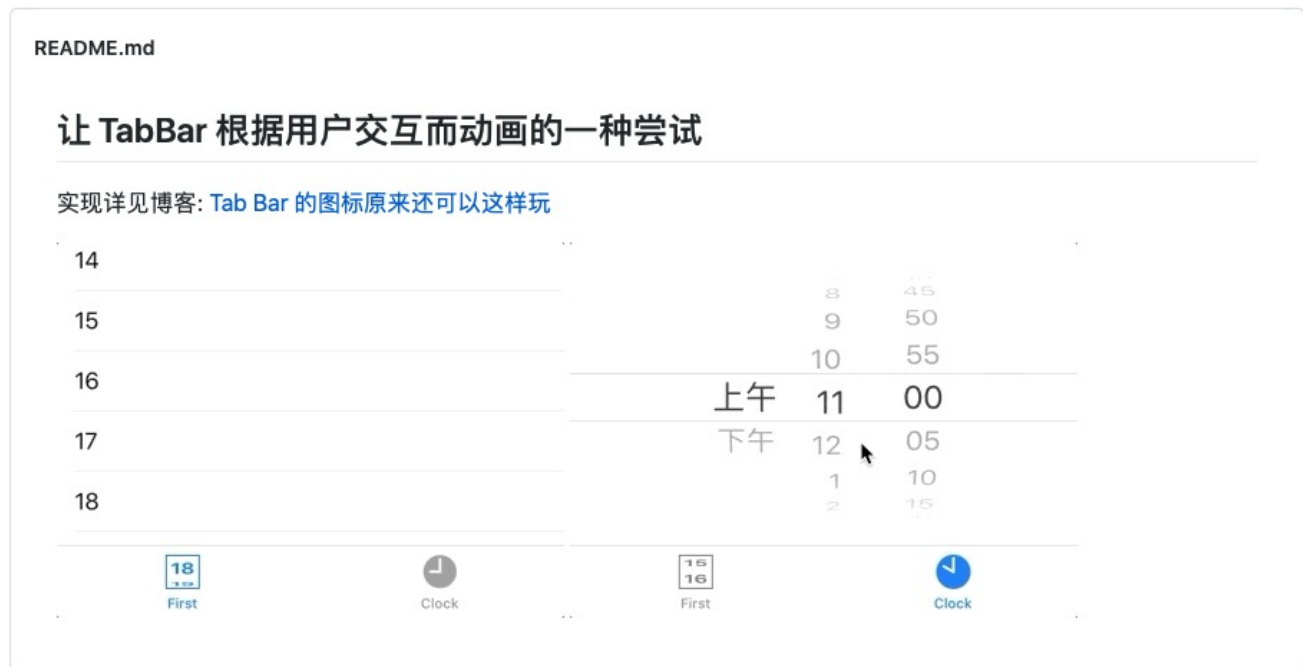 README.md
让 TabBar 根据用户交互而动画的一种尝试
实现详见博客: Tab Bar 的图标原来还可以这样玩
14
15
16
17
18
18
19
First
Clock
8 45
9 50
10 55
上午 11 00
下午 12 05
1 10
2 15
15
16
First
Clock